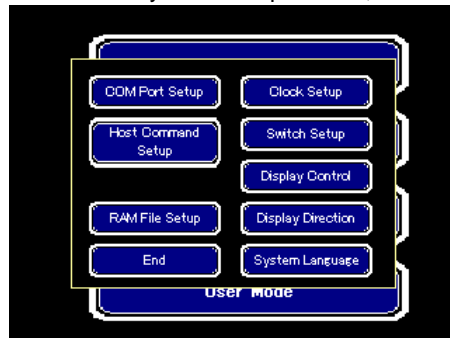 COM Port Setup
Clock Setup
Host Command
Setup
Switch Setup
Display Control
RAM File Setup
Display Direction
End
System Language
User Mode